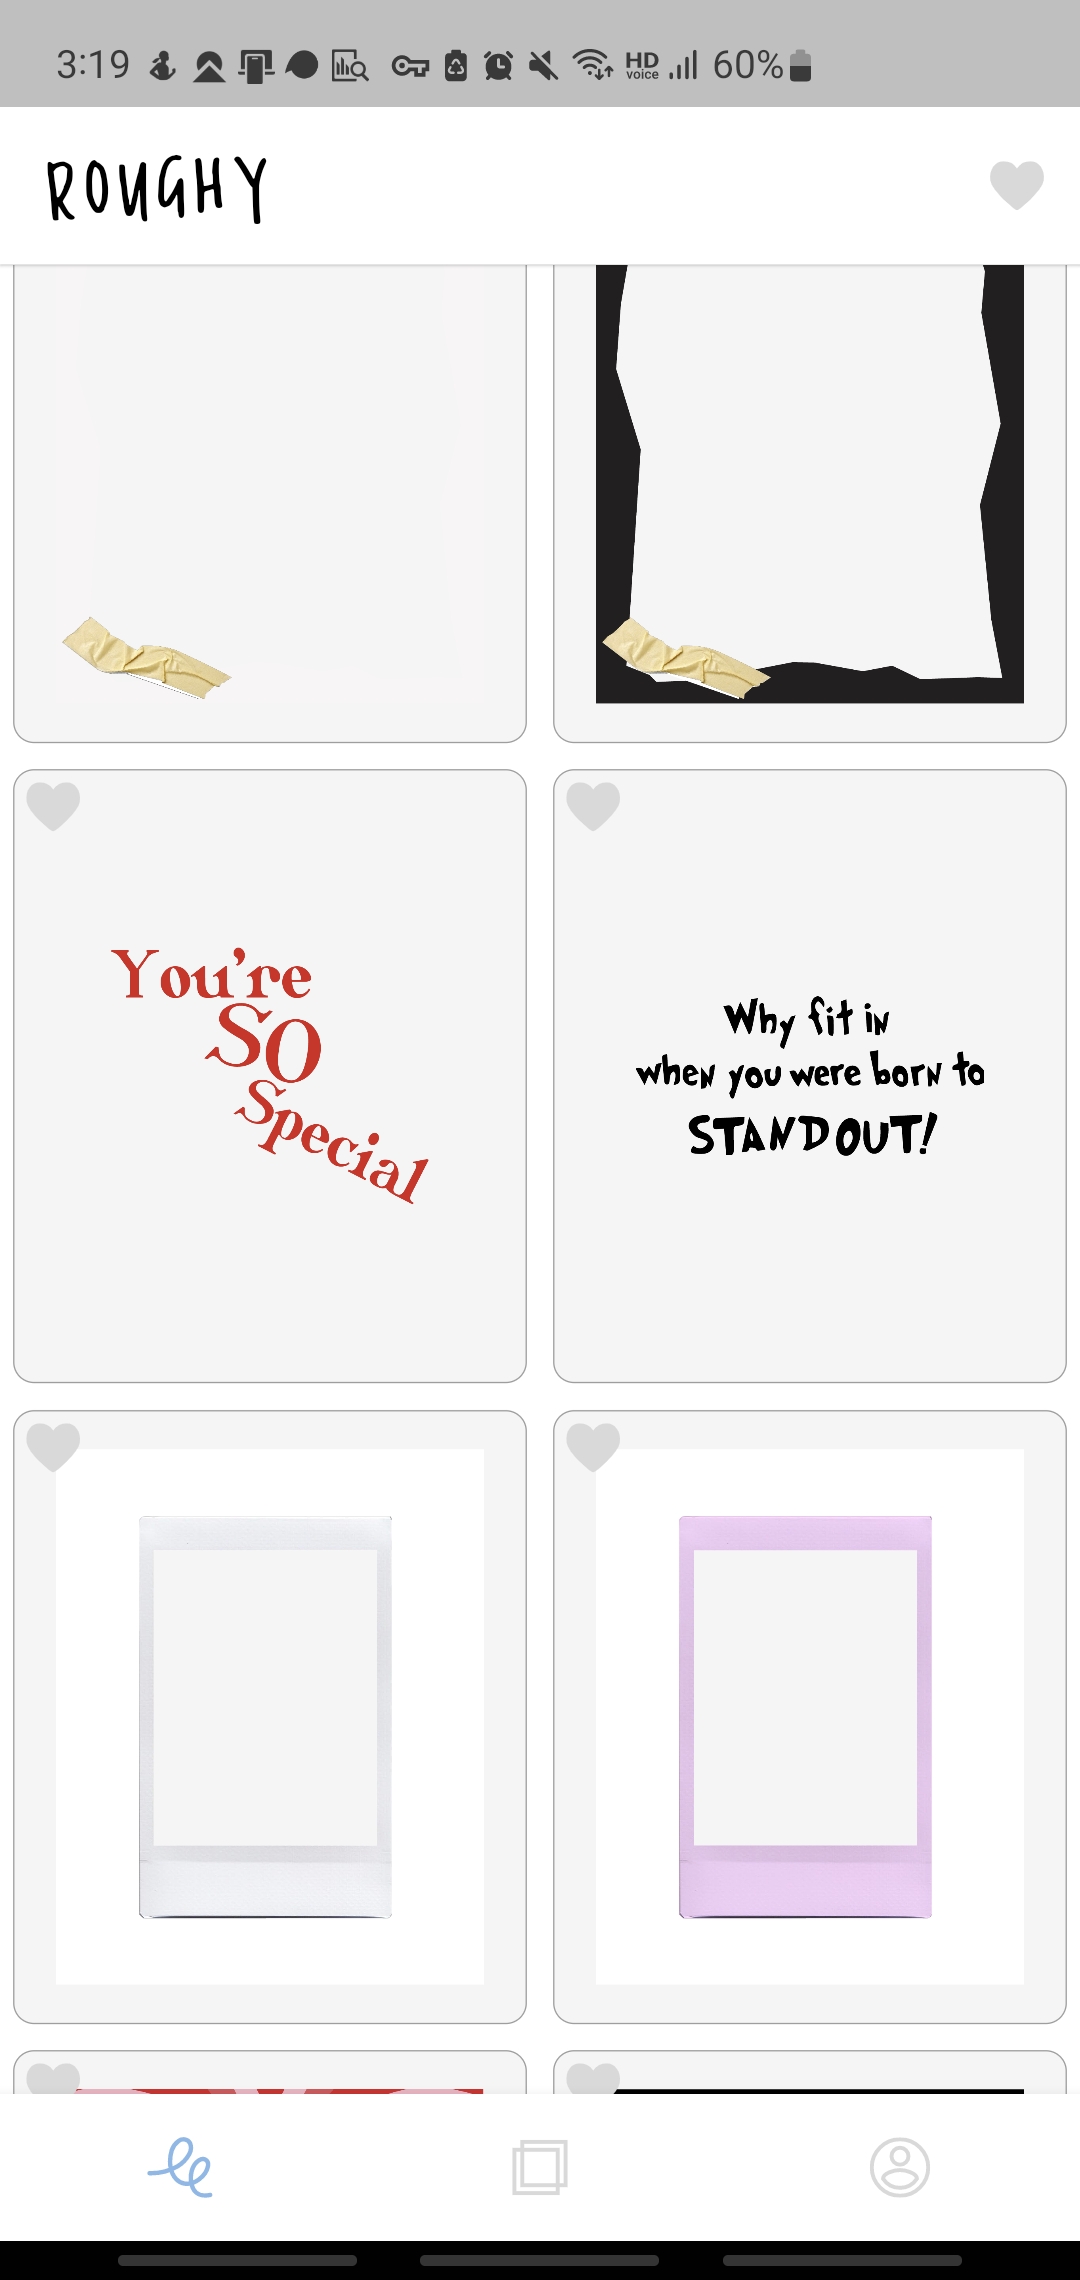 3:19
HD
voice
60%
ROUGHY
You're
SO
Special
Why fit in
when you were born to
STANDOUT!